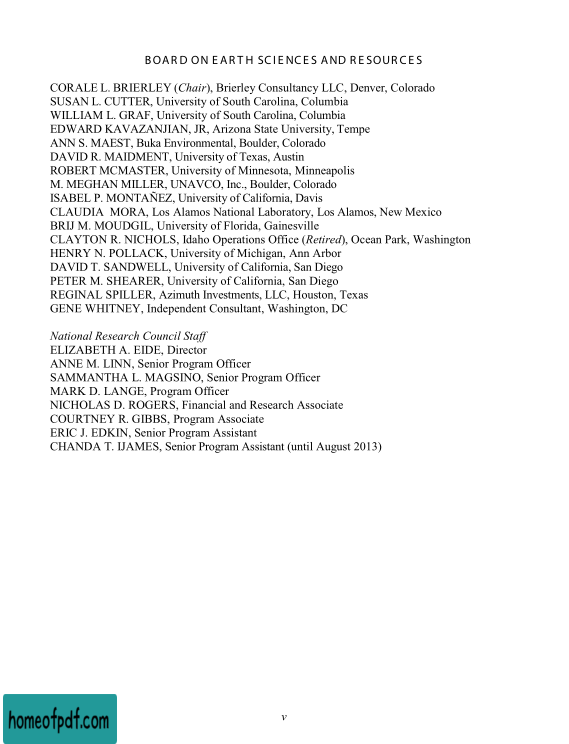 BOARD ON EARTH SCIENCES AND RESOURCES
CORALE L. BRIERLEY (Chair), Brierley Consultancy LLC, Denver, Colorado
SUSAN L. CUTTER, University of South Carolina, Columbia
WILLIAM L. GRAF, University of South Carolina, Columbia
EDWARD KAVAZANJIAN, JR, Arizona State University, Tempe
ANN S. MAEST, Buka Environmental, Boulder, Colorado
DAVID R. MAIDMENT, University of Texas, Austin
ROBERT MCMASTER, University of Minnesota, Minneapolis
M. MEGHAN MILLER, UNAVCO, Inc., Boulder, Colorado
ISABEL P. MONTAÑEZ, University of California, Davis
CLAUDIA MORA, Los Alamos National Laboratory, Los Alamos, New Mexico
BRIJ M. MOUDGIL, University of Florida, Gainesville
CLAYTON R. NICHOLS, Idaho Operations Office (Retired), Ocean Park, Washington
HENRY N. POLLACK, University of Michigan, Ann Arbor
DAVID T. SANDWELL, University of California, San Diego
PETER M. SHEARER, University of California, San Diego
REGINAL SPILLER, Azimuth Investments, LLC, Houston, Texas
GENE WHITNEY, Independent Consultant, Washington, DC
National Research Council Staff
ELIZABETH A. EIDE, Director
ANNE M. LINN, Senior Program Officer
SAMMANTHA L. MAGSINO, Senior Program Officer
MARK D. LANGE, Program Officer
NICHOLAS D. ROGERS, Financial and Research Associate
COURTNEY R. GIBBS, Program Associate
ERIC J. EDKIN, Senior Program Assistant
CHANDA T. IJAMES, Senior Program Assistant (until August 2013)
homeofpdf.com
v